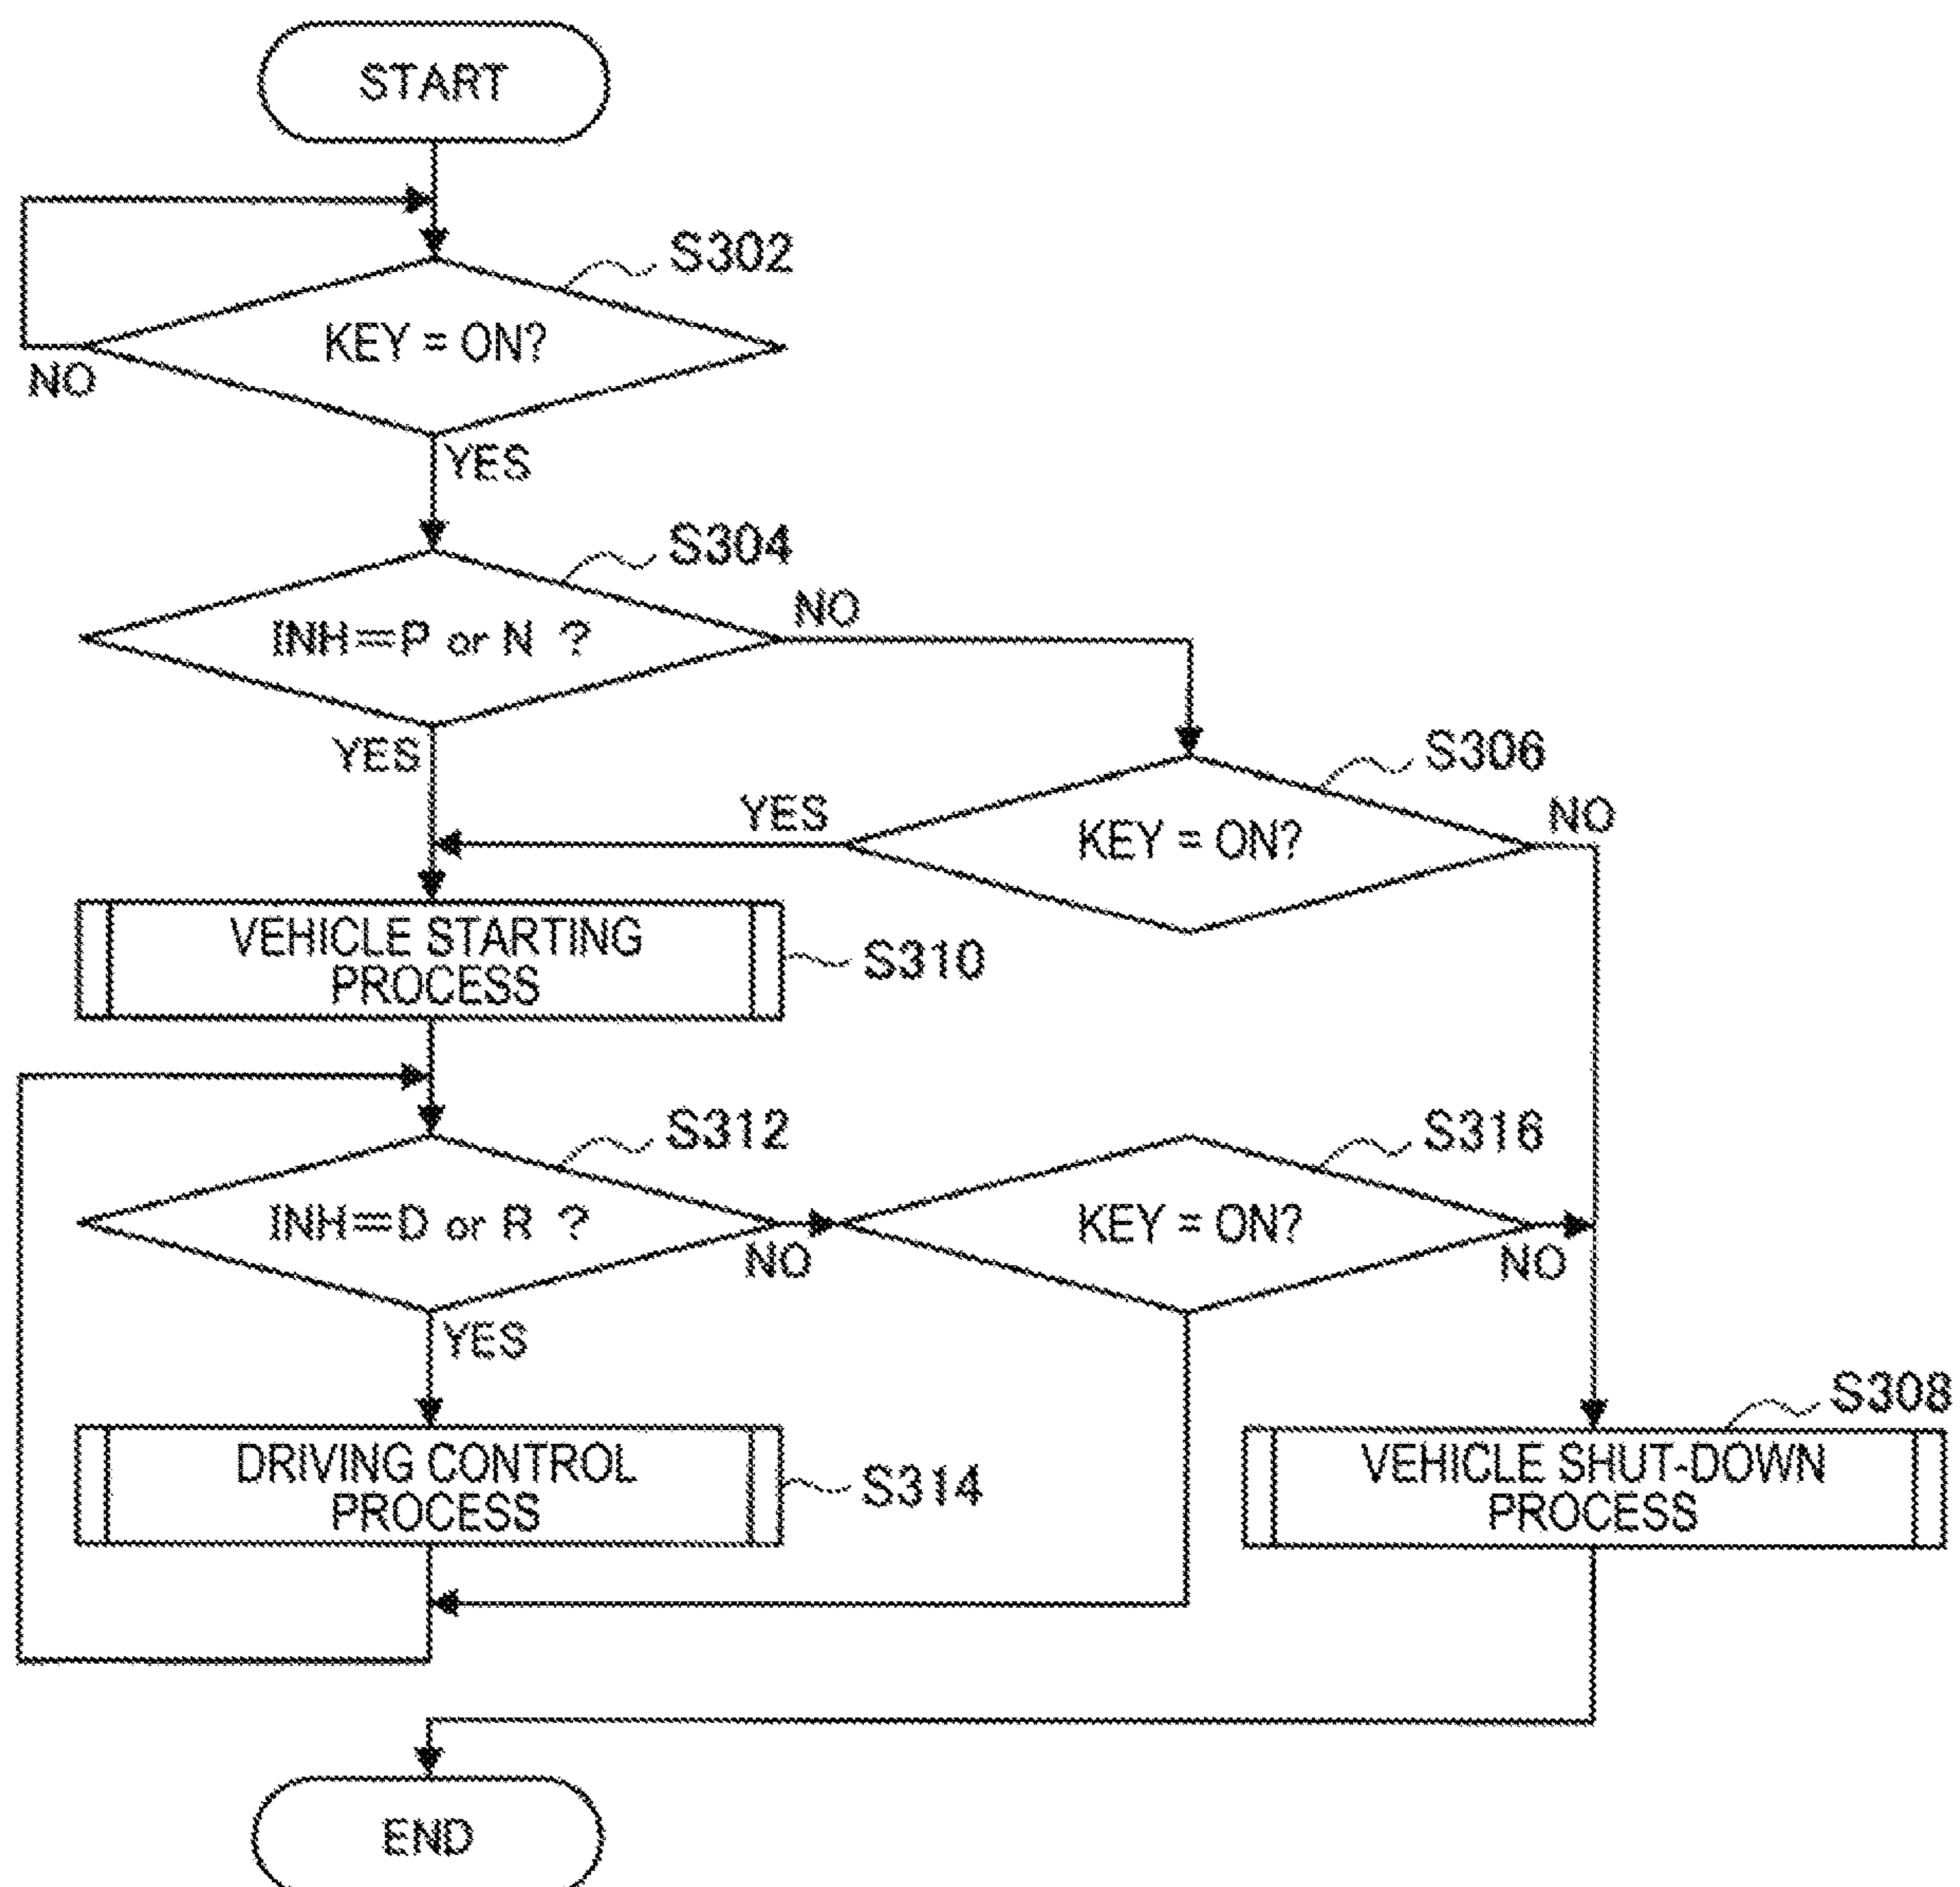 START
S302
KEY = ON?
NO
YES
S304
INH=P or N ?
NO
YES
S306
YES
KEY = ON?
NO
VEHICLE STARTING
PROCESS
S310
S312
INH=D or R ?
NO
S316
KEY = ON?
NO
YES
S308
DRIVING CONTROL
PROCESS
S314
VEHICLE SHUT-DOWN
PROCESS
END